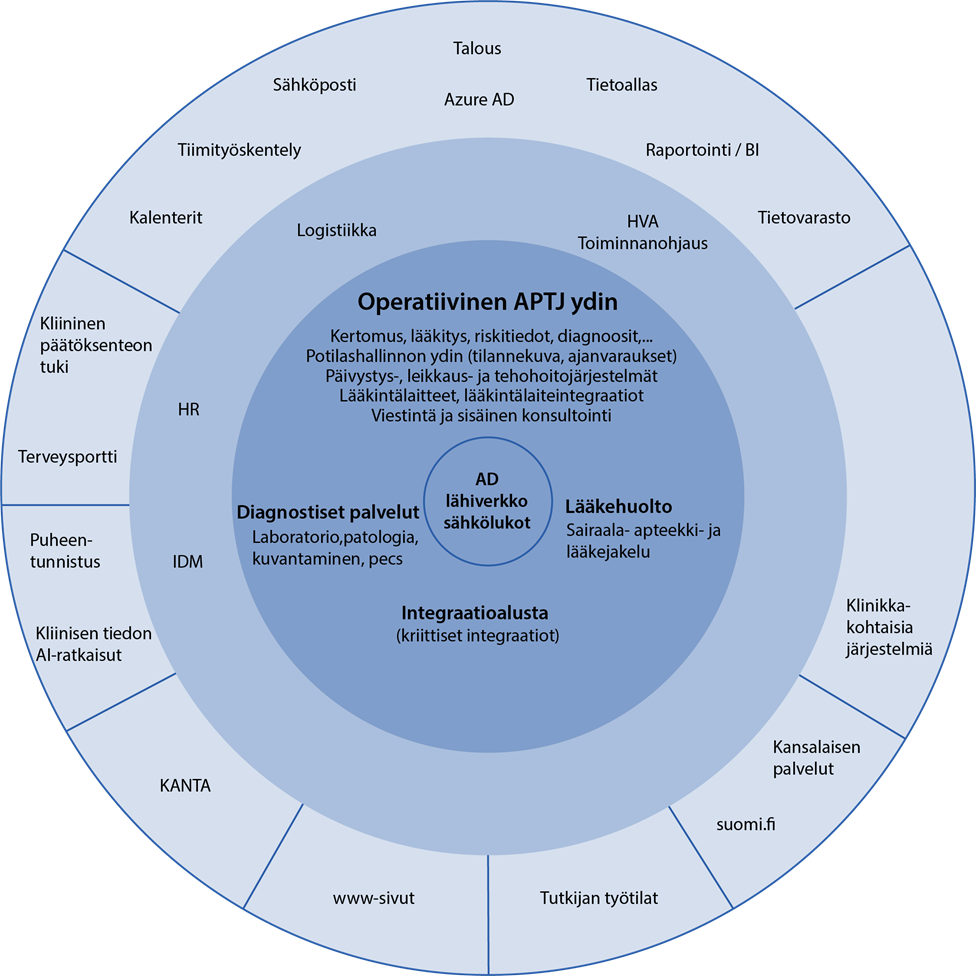 Talous
Sähköposti
Azure AD
Tietoallas
Tiimityöskentely
Raportointi / BI
Kalenterit
Tietovarasto
Logistiikka
HVA
Toiminnanohjaus
Operatiivinen APTJ ydin
Kertomus, lääkitys, riskitiedot, diagnoosit,...
Potilashallinnon ydin (tilannekuva, ajanvaraukset)
Päivystys-, leikkaus- ja tehohoitojärjestelmät
Lääkintälaitteet, lääkintälaiteintegraatiot
Viestintä ja sisäinen konsultointi
Kliininen
päätöksenteon
tuki
HR
Terveysportti
AD
lähiverkko
sähkölukot
Diagnostiset palvelut
Laboratorio,patologia,
kuvantaminen, pecs
Lääkehuolto
Sairaala- apteekki- ja
lääkejakelu
Puheen-
tunnistus
IDM
Integraatioalusta
(kriittiset integraatiot)
Kliinisen tiedon
AI-ratkaisut
Klinikka-
kohtaisia
järjestelmiä
KANTA
Kansalaisen
palvelut
suomi.fi
www-sivut
Tutkijan työtilat